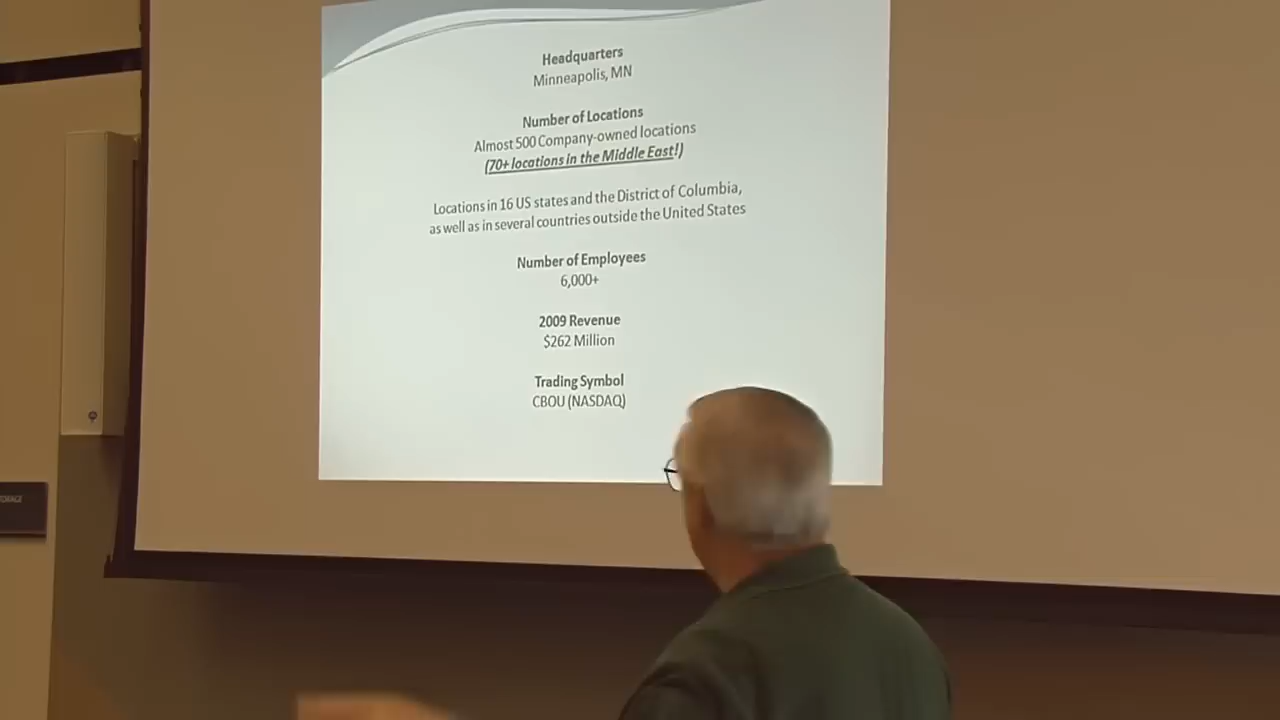 Headquarters
Minneapolis, MN
Number of Locations
Almost 500 Company-owned locations
(70+ locations in the Middle East!)
Locations in 16 US states and the District of Columbia,
as well as in several countries outside the United States
Number of Employees
6,000+
2009 Revenue
$262 Million
Trading Symbol
CBOU (NASDAQ)